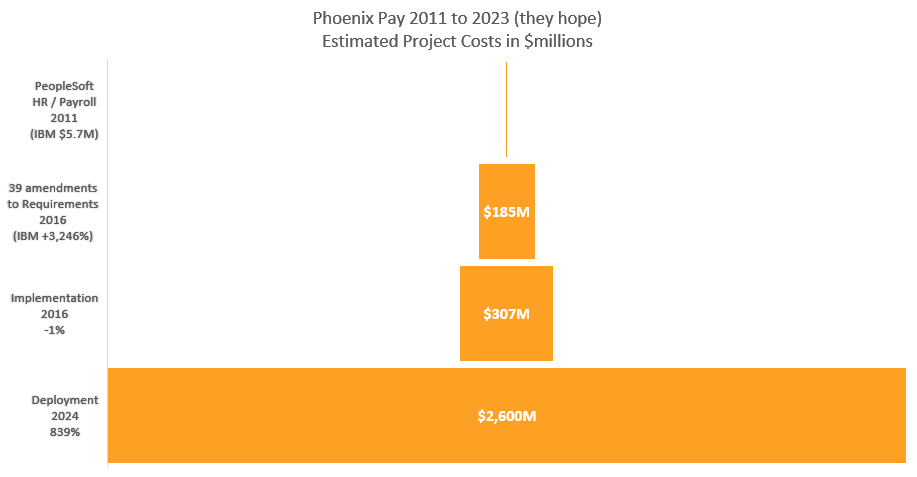 Phoenix Pay 2011 to 2023 (they hope)
Estimated Project Costs in $millions
PeopleSoft
HR / Payroll
2011
(IBM $5.7M)
39 amendments
to Requirements
2016
(IBM +3,246%)
$185M
Implementation
2016
-1%
$307M
Deployment
2024
839%
$2,600M